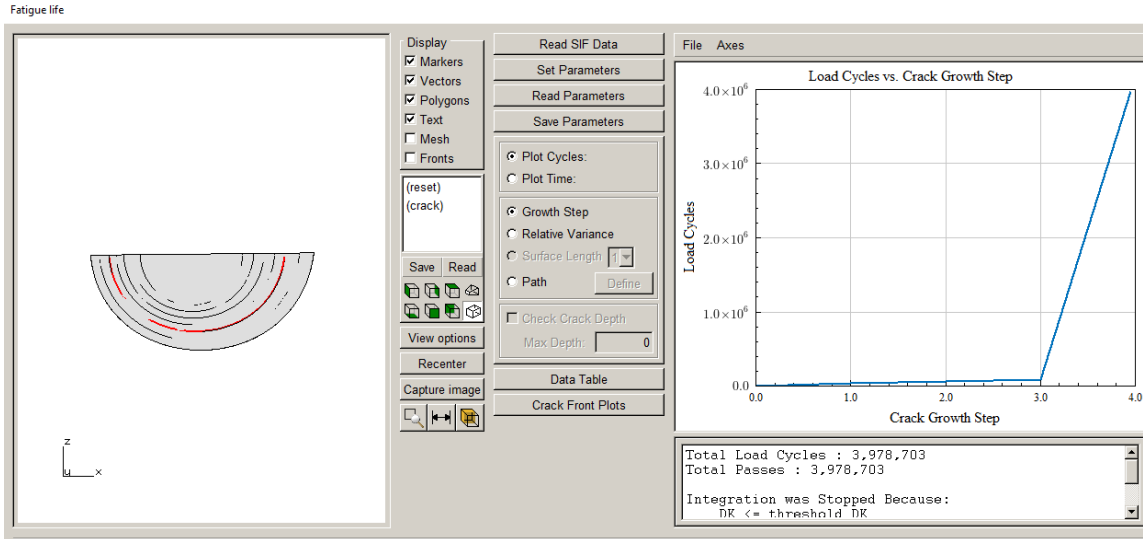 Fatigue life
Display
Markers
Vectors
Polygons
Text
Mesh
Fronts
(reset)
(crack)
Save Read
View options
Recenter
Capture image
z
y x
Read SIF Data
Set Parameters
Read Parameters
Save Parameters
Plot Cycles:
Plot Time:
Growth Step
Relative Variance
Surface Length 1
Path Define
Check Crack Depth
Max Depth: 0
Data Table
Crack Front Plots
File Axes
Load Cycles vs. Crack Growth Step
4.0×10⁶
3.0×10⁶
2.0×10⁶
1.0×10⁶
0.0
Load Cycles
0.0 1.0 2.0 3.0 4.0
Crack Growth Step
Total Load Cycles : 3,978,703
Total Passes : 3,978,703
Integration was Stopped Because:
DK <= threshold DK